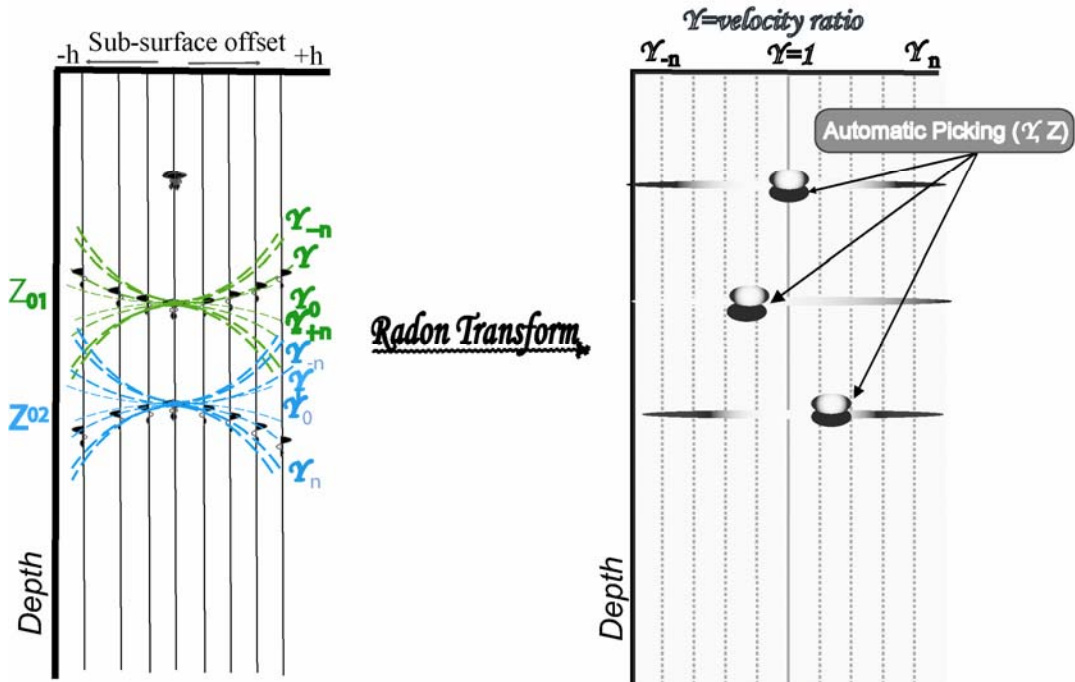 Sub-surface offset
-h
+h
ϒ₋n
ϒ
Z01
ϒ0
ϒ+n
ϒ-n
ϒ
Z02
ϒ0
ϒn
Depth
Radon Transform
ϒ=velocity ratio
ϒ-n
ϒ=1
ϒn
Automatic Picking (ϒ, Z)
Depth